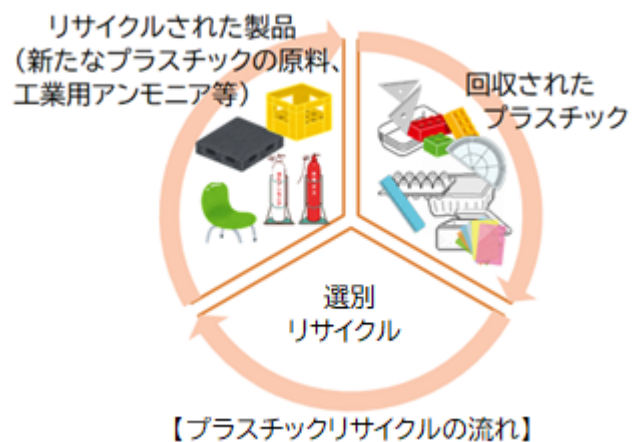 リサイクルされた製品
（新たなプラスチックの原料、
工業用アンモニア等）
回収された
プラスチック
選別
リサイクル
【プラスチックリサイクルの流れ】